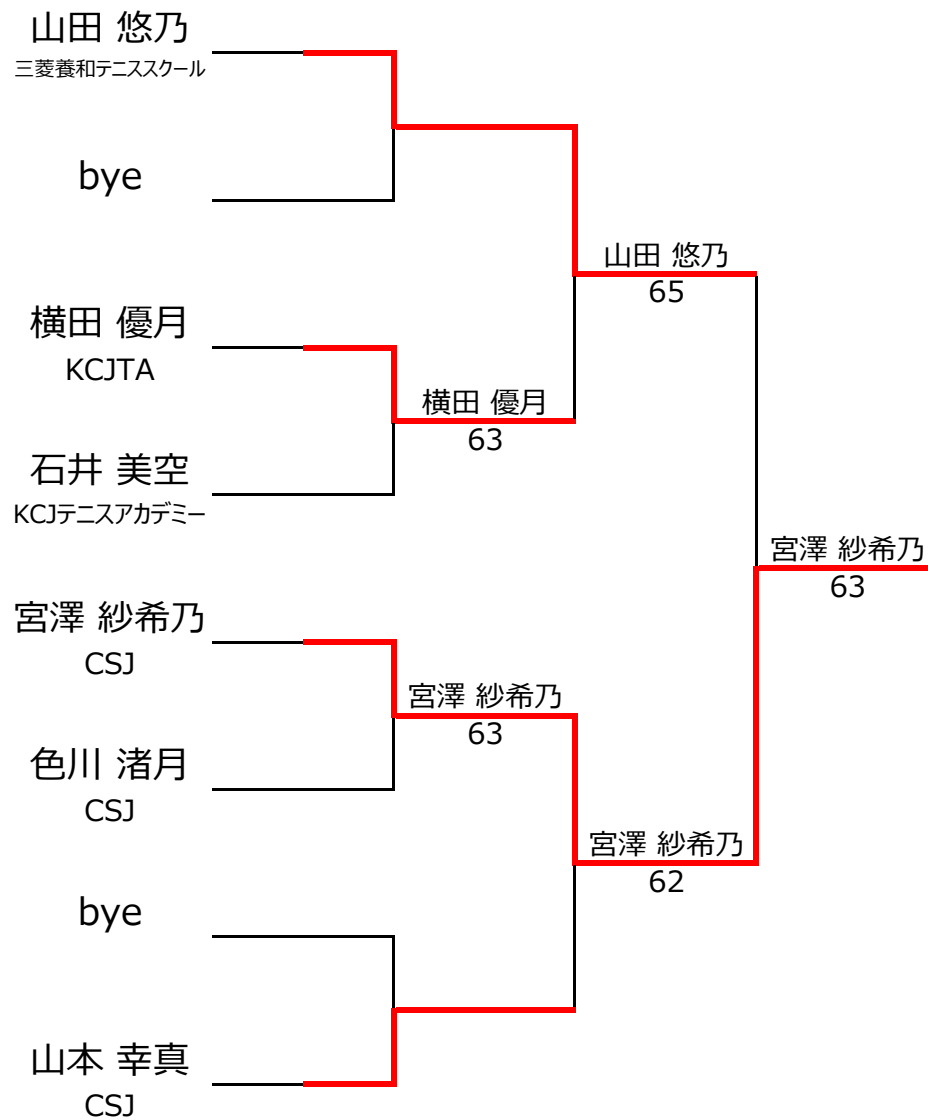 山田 悠乃
三菱養和テニススクール
bye
山田 悠乃
65
横田 優月
KCJTA
横田 優月
63
石井 美空
KCJテニスアカデミー
宮澤 紗希乃
63
宮澤 紗希乃
CSJ
宮澤 紗希乃
63
色川 渚月
CSJ
宮澤 紗希乃
62
bye
山本 幸真
CSJ